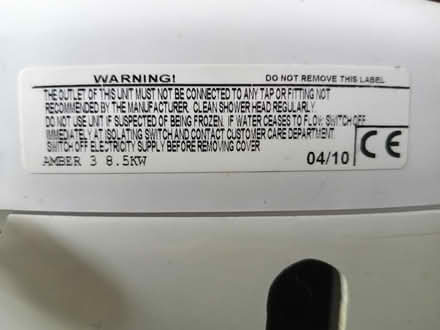 WARNING! DO NOT REMOVE THIS LABEL
THE OUTLET OF THIS UNIT MUST NOT BE CONNECTED TO ANY TAP OR FITTING NOT
RECOMMENDED BY THE MANUFACTURER. CLEAN SHOWER HEAD REGULARLY.
DO NOT USE UNIT IF SUSPECTED OF BEING FROZEN. IF WATER CEASES TO FLOW SWITCH OFF
IMMEDIATELY AT ISOLATING SWITCH AND CONTACT CUSTOMER CARE DEPARTMENT
SWITCH OFF ELECTRICITY SUPPLY BEFORE REMOVING COVER
AMBER 3 8.5KW 04/10 CE